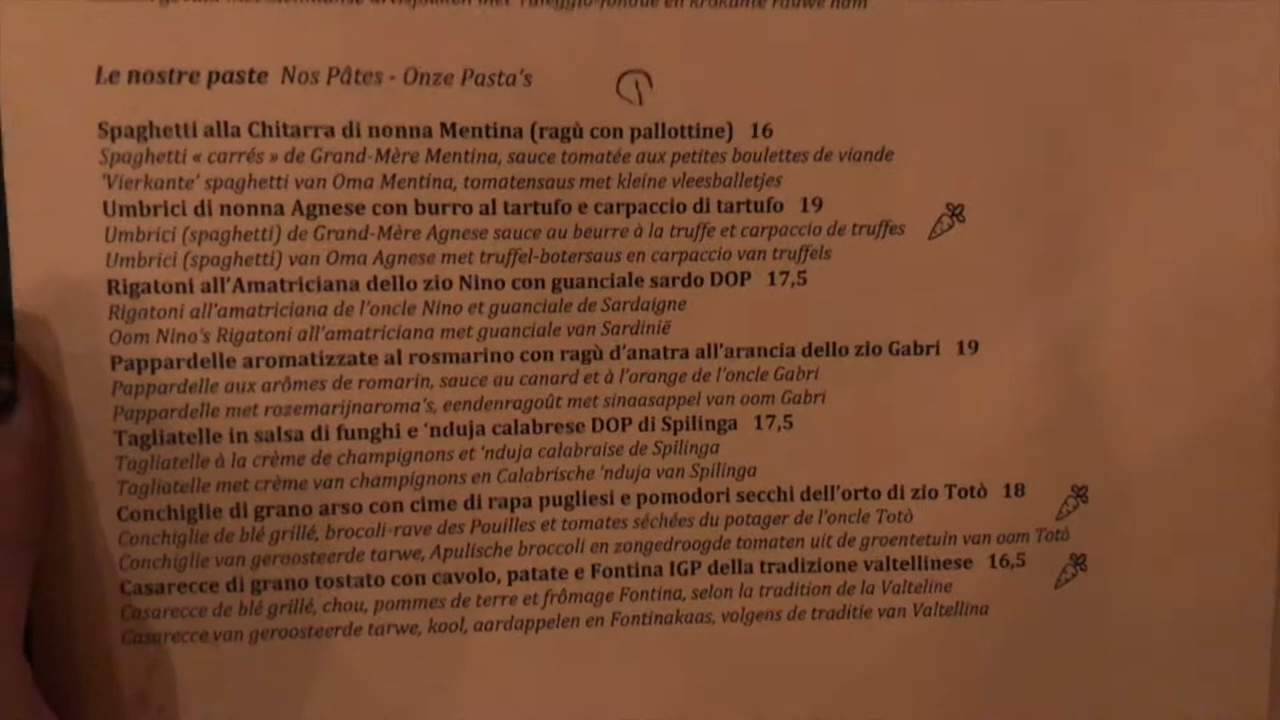 met Taleggio-fondue en krokante rauwe ham
Le nostre paste Nos Pâtes - Onze Pasta's
Spaghetti alla Chitarra di nonna Mentina (ragù con pallottine) 16
Spaghetti « carrés » de Grand-Mère Mentina, sauce tomatée aux petites boulettes de viande
'Vierkante' spaghetti van Oma Mentina, tomatensaus met kleine vleesballetjes
Umbrici di nonna Agnese con burro al tartufo e carpaccio di tartufo 19
Umbrici (spaghetti) de Grand-Mère Agnese sauce au beurre à la truffe et carpaccio de truffes
Umbrici (spaghetti) van Oma Agnese met truffel-botersaus en carpaccio van truffels
Rigatoni all'Amatriciana dello zio Nino con guanciale sardo DOP 17,5
Rigatoni all'amatriciana de l'oncle Nino et guanciale de Sardaigne
Oom Nino's Rigatoni all'amatriciana met guanciale van Sardinië
Pappardelle aromatizzate al rosmarino con ragù d'anatra all'arancia dello zio Gabri 19
Pappardelle aux arômes de romarin, sauce au canard et à l'orange de l'oncle Gabri
Pappardelle met rozemarijnaroma's, eendenragoût met sinaasappel van oom Gabri
Tagliatelle in salsa di funghi e 'nduja calabrese DOP di Spilinga 17,5
Tagliatelle à la crème de champignons et 'nduja calabraise de Spilinga
Tagliatelle met crème van champignons en Calabrische 'nduja van Spilinga
Conchiglie di grano arso con cime di rapa pugliesi e pomodori secchi dell'orto di zio Totò 18
Conchiglie de blé grillé, brocoli-rave des Pouilles et tomates séchées du potager de l'oncle Totò
Conchiglie van geroosteerde tarwe, Apulische broccoli en zongedroogde tomaten uit de groentetuin van oom Totò
Casarecce di grano tostato con cavolo, patate e Fontina IGP della tradizione valtellinese 16,5
Casarecce de blé grillé, chou, pommes de terre et frômage Fontina, selon la tradition de la Valteline
Casarecce van geroosteerde tarwe, kool, aardappelen en Fontinakaas, volgens de traditie van Valtellina